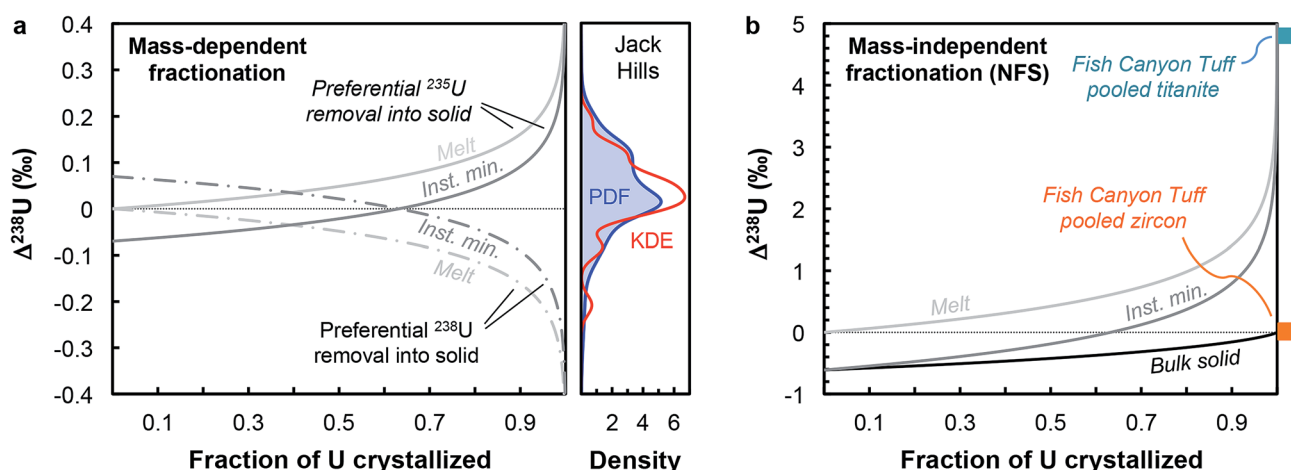 a
Mass-dependent
fractionation
Preferential ²³⁵U
removal into solid
Melt
Inst. min.
Inst. min.
Melt
Preferential ²³⁸U
removal into solid
Δ²³⁸U (‰)
0.4
0.3
0.2
0.1
0
-0.1
-0.2
-0.3
-0.4
0.1
0.3
0.5
0.7
0.9
Fraction of U crystallized
Jack
Hills
PDF
KDE
2
4
6
Density
b
Mass-independent
fractionation (NFS)
Fish Canyon Tuff
pooled titanite
Fish Canyon Tuff
pooled zircon
Melt
Inst. min.
Bulk solid
Δ²³⁸U (‰)
5
4
3
2
1
0
-1
0.1
0.3
0.5
0.7
0.9
Fraction of U crystallized